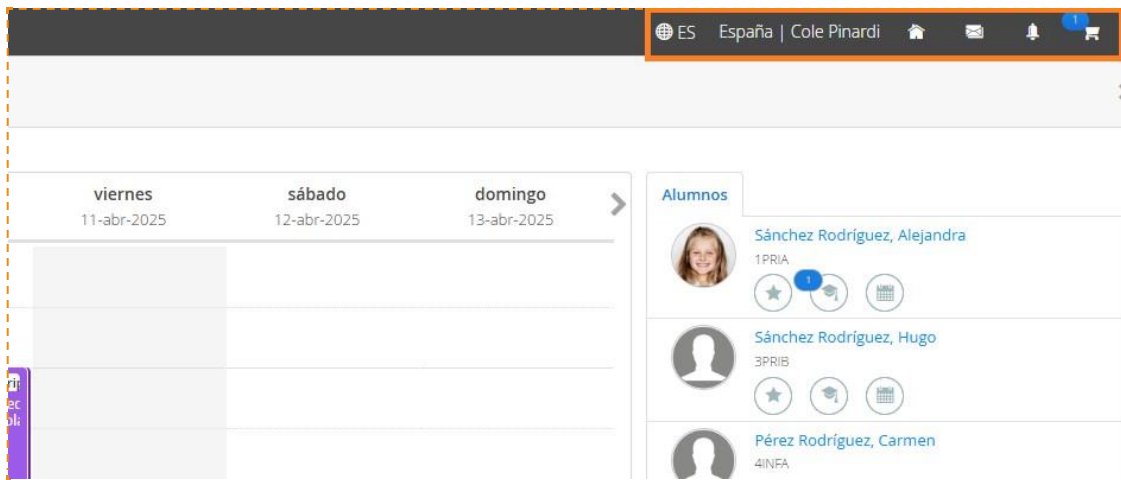 ES España | Cole Pinardi 1
viernes sábado domingo
11-abr-2025 12-abr-2025 13-abr-2025
Alumnos
Sánchez Rodríguez, Alejandra
1PRIA
1
Sánchez Rodríguez, Hugo
3PRIB
Pérez Rodríguez, Carmen
4INFA